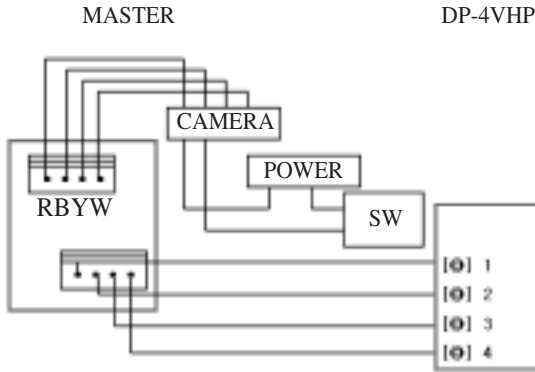 MASTER DP-4VHP
CAMERA
POWER
RBYW
SW
[⊕] 1
[⊕] 2
[⊕] 3
[⊕] 4